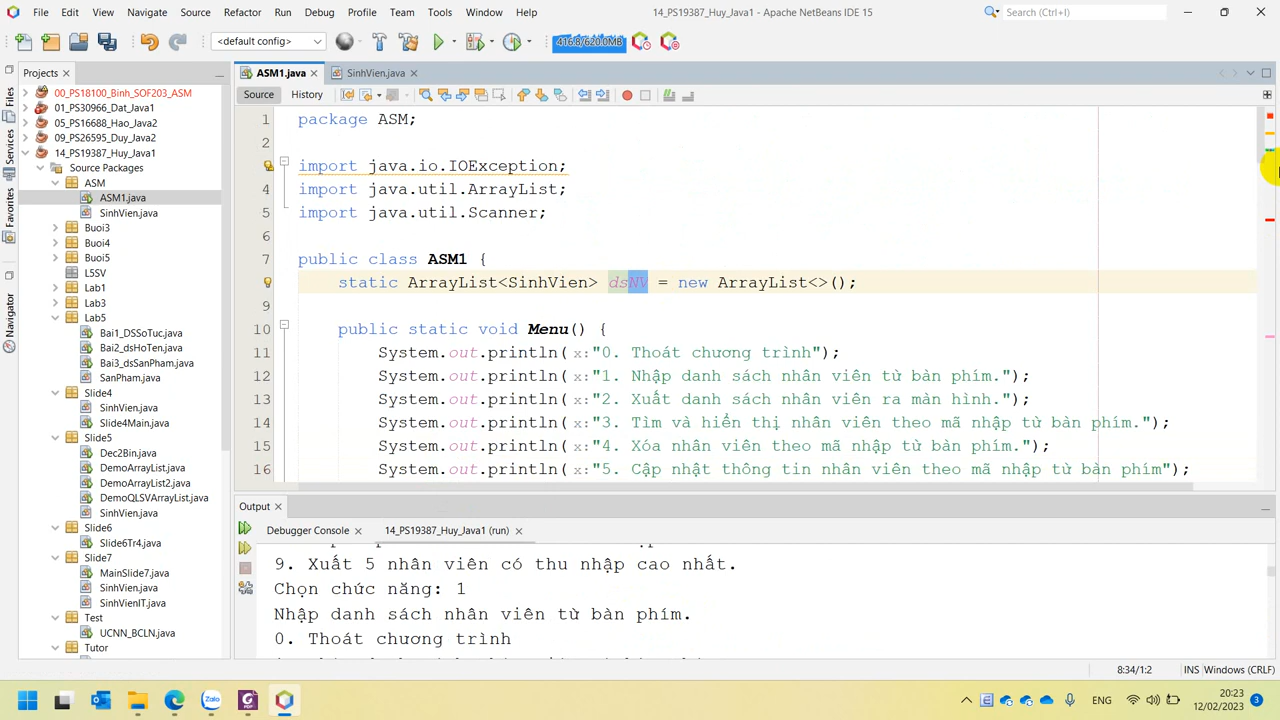 File Edit View Navigate Source Refactor Run Debug Profile Team Tools Window Help
14_PS19387_Huy_Java1 - Apache NetBeans IDE 15
Search (Ctrl+I)
<default config>
416.8/620.0MB
Projects
ASM1.java
SinhVien.java
Files
Services
Favorites
Navigator
00_PS18100_Binh_SOF203_ASM
01_PS30966_Dat_Java1
05_PS16688_Hao_Java2
09_PS26595_Duy_Java2
14_PS19387_Huy_Java1
Source Packages
ASM
ASM1.java
SinhVien.java
Buoi3
Buoi4
Buoi5
L5SV
Lab1
Lab3
Lab5
Bai1_DSSoTuc.java
Bai2_dsHoTen.java
Bai3_dsSanPham.java
SanPham.java
Slide4
SinhVien.java
Slide4Main.java
Slide5
Dec2Bin.java
DemoArrayList.java
DemoArrayList2.java
DemoQLSVArrayList.java
SinhVien.java
Slide6
Slide6Tr4.java
Slide7
MainSlide7.java
SinhVien.java
SinhVienIT.java
Test
UCNN_BCLN.java
Tutor
Source History
1 package ASM;
2
import java.io.IOException;
4 import java.util.ArrayList;
5 import java.util.Scanner;
6
7 public class ASM1 {
static ArrayList<SinhVien> dsNV = new ArrayList<>();
9
10 public static void Menu() {
11 System.out.println(x:"0. Thoát chương trình");
12 System.out.println(x:"1. Nhập danh sách nhân viên từ bàn phím.");
13 System.out.println(x:"2. Xuất danh sách nhân viên ra màn hình.");
14 System.out.println(x:"3. Tìm và hiển thị nhân viên theo mã nhập từ bàn phím.");
15 System.out.println(x:"4. Xóa nhân viên theo mã nhập từ bàn phím.");
16 System.out.println(x:"5. Cập nhật thông tin nhân viên theo mã nhập từ bàn phím");
Output
Debugger Console
14_PS19387_Huy_Java1 (run)
9. Xuất 5 nhân viên có thu nhập cao nhất.
Chọn chức năng: 1
Nhập danh sách nhân viên từ bàn phím.
0. Thoát chương trình
8:34/1:2 INS Windows (CRLF)
Zalo
ENG
20:23
12/02/2023
3